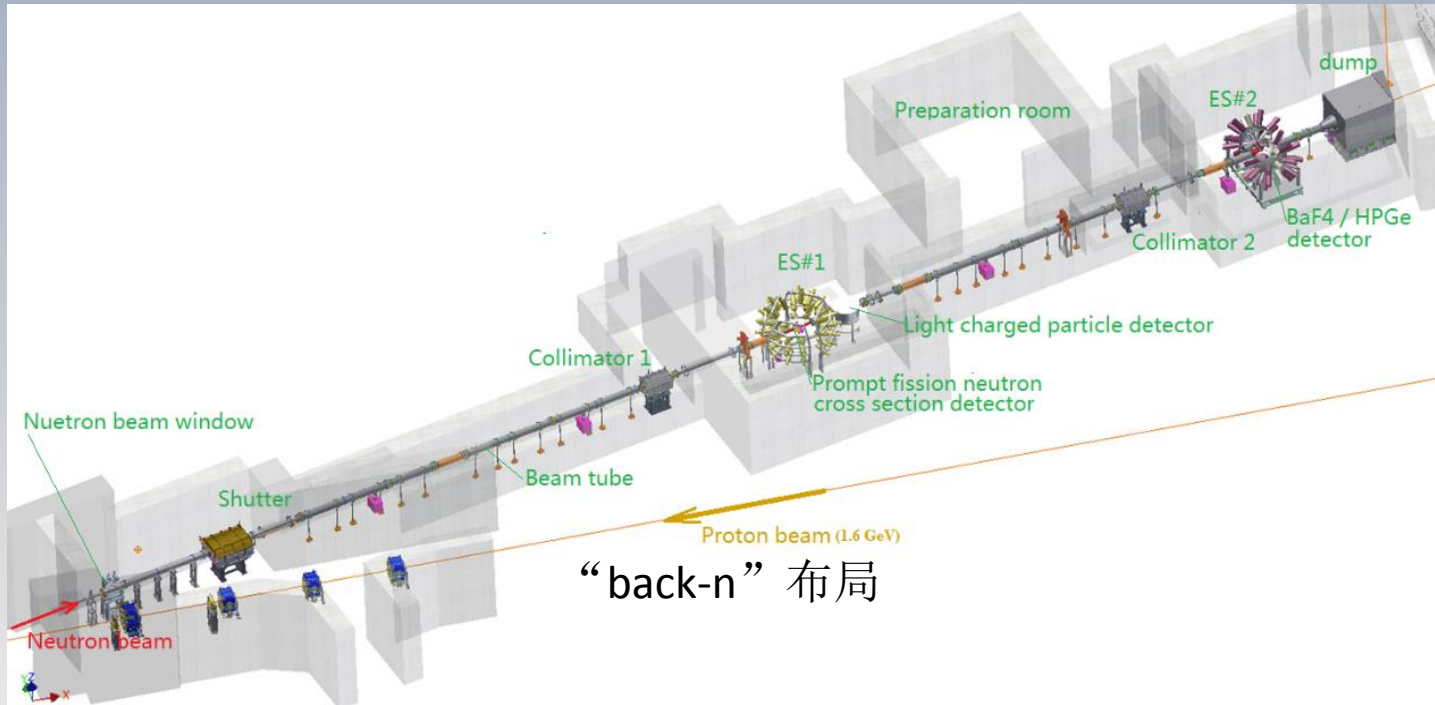 dump
ES#2
Preparation room
BaF4 / HPGe
detector
Collimator 2
ES#1
Light charged particle detector
Collimator 1
Prompt fission neutron
cross section detector
Nuetron beam window
Beam tube
Shutter
Proton beam (1.6 GeV)
“back-n”布局
Neutron beam
Y
Z
X